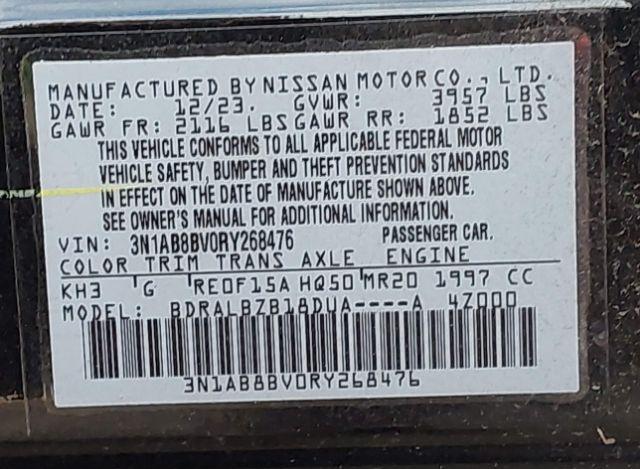 MANUFACTURED BY NISSAN MOTOR CO., LTD.
DATE: 12/23. GVWR: 3957 LBS
GAWR FR: 2116 LBS GAWR RR: 1852 LBS
THIS VEHICLE CONFORMS TO ALL APPLICABLE FEDERAL MOTOR
VEHICLE SAFETY, BUMPER AND THEFT PREVENTION STANDARDS
IN EFFECT ON THE DATE OF MANUFACTURE SHOWN ABOVE.
SEE OWNER'S MANUAL FOR ADDITIONAL INFORMATION.
VIN: 3N1AB8BV0RY268476 PASSENGER CAR.
COLOR TRIM TRANS AXLE ENGINE
KH3 G RE0F15A HQ50 MR20 1997 CC
MODEL: BDRALBZB18DUA----A 4Z000
3N1AB8BV0RY268476